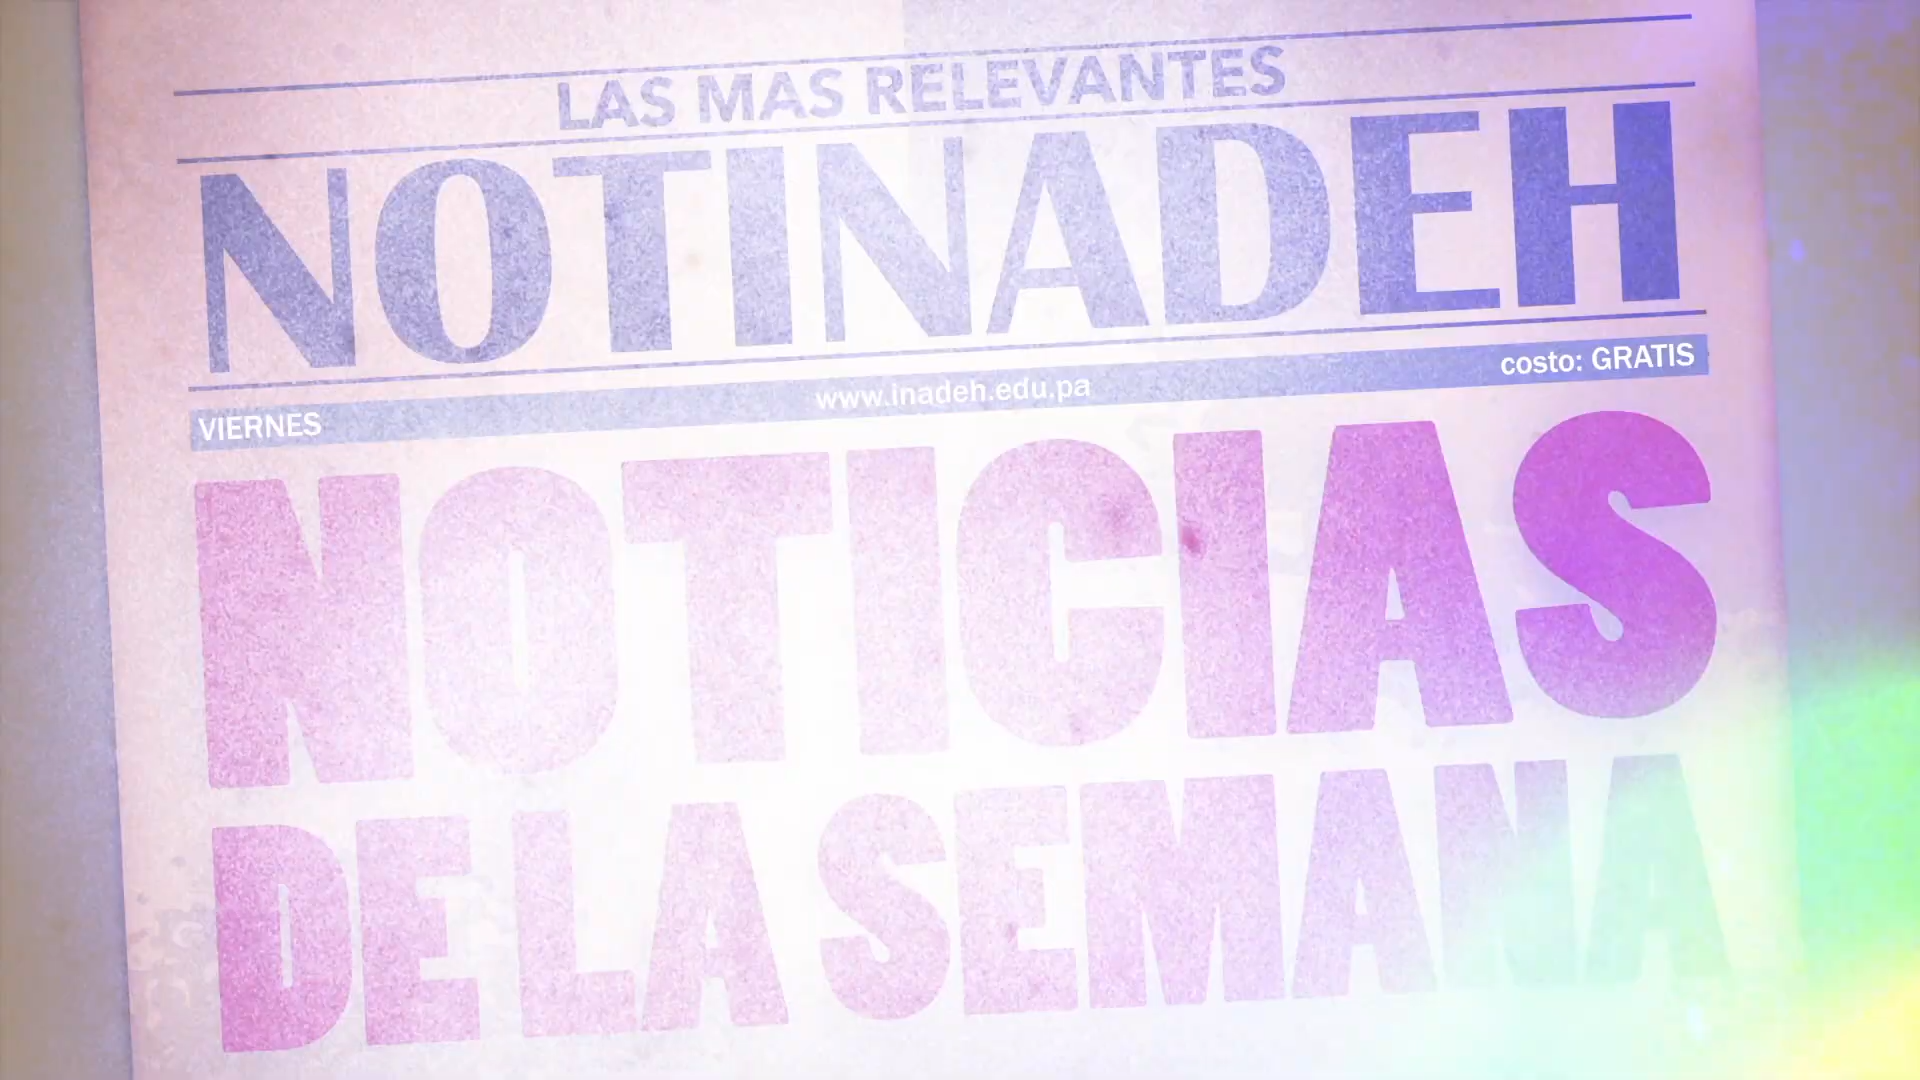 LAS MAS RELEVANTES
NOTINADEH
VIERNES www.inadeh.edu.pa costo: GRATIS
NOTICIAS
DE LA SEMANA